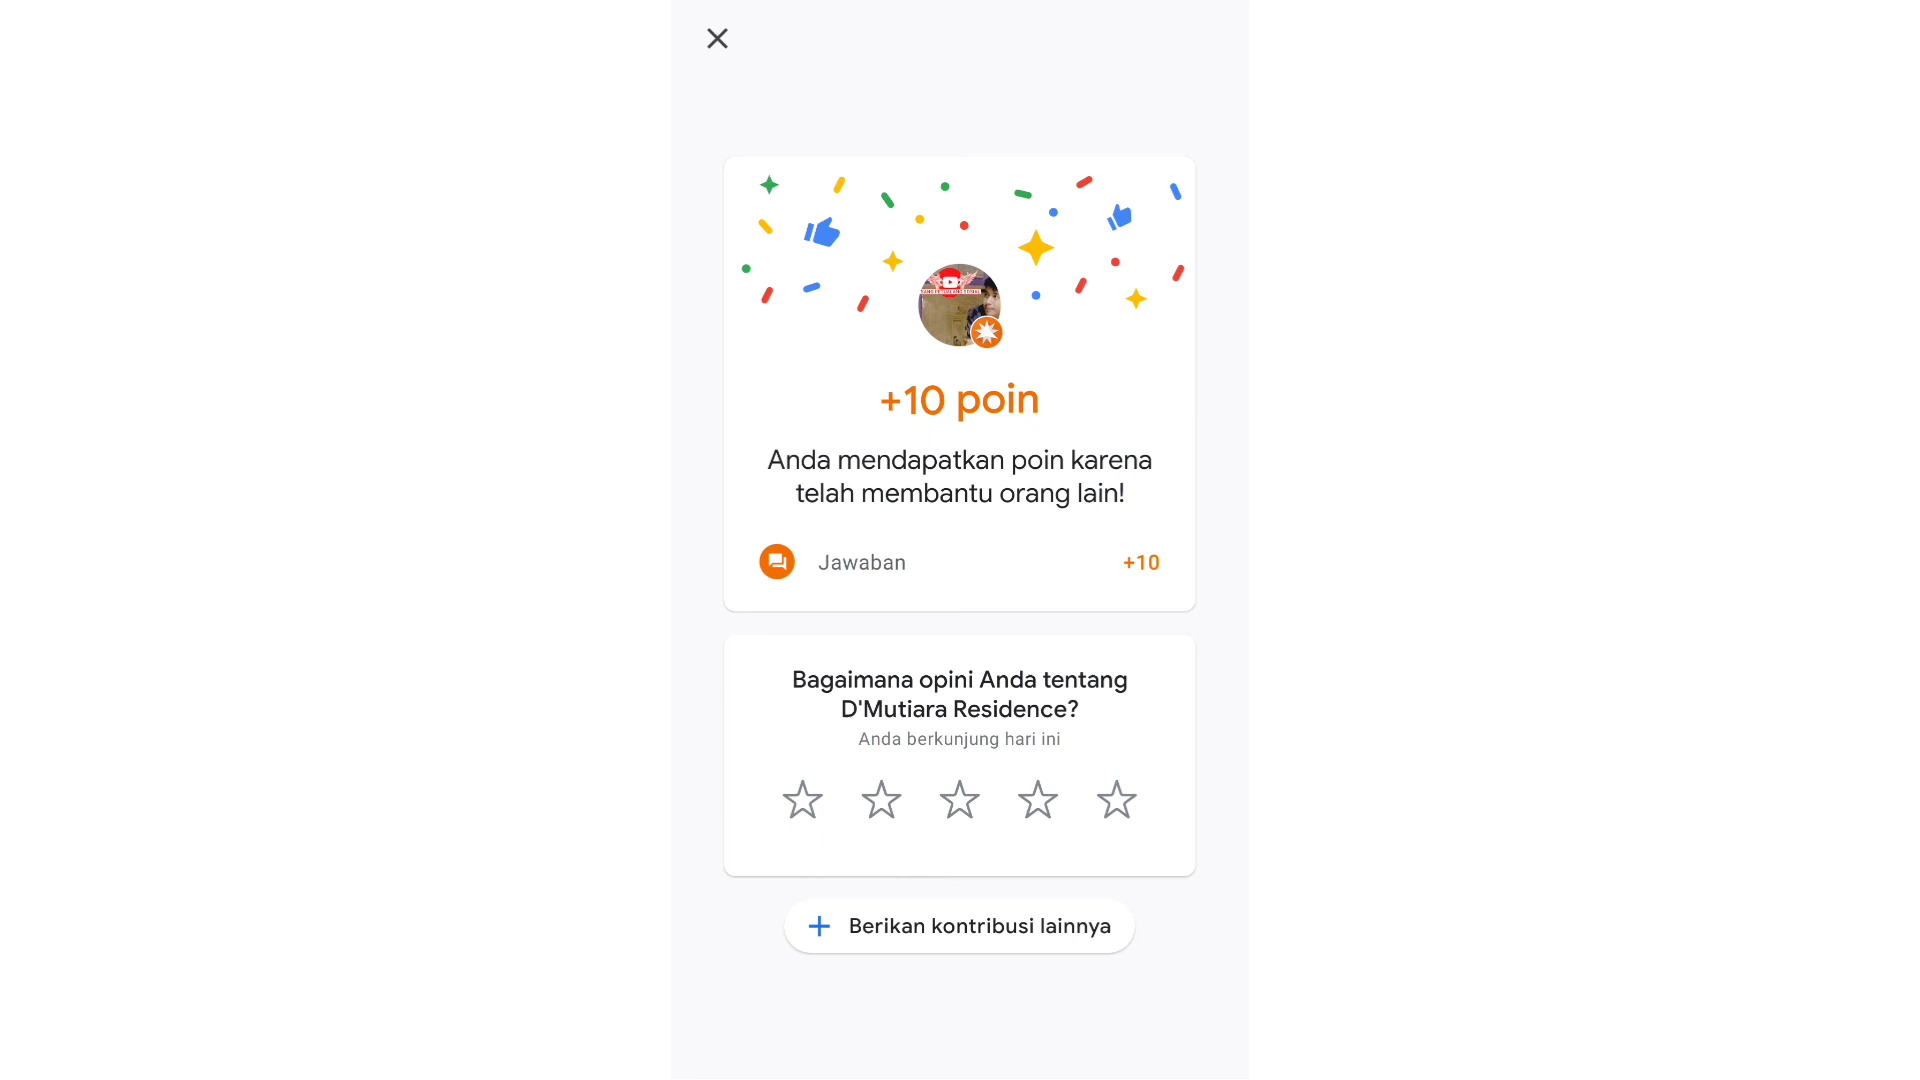 +10 poin
Anda mendapatkan poin karena
telah membantu orang lain!
Jawaban +10
Bagaimana opini Anda tentang
D'Mutiara Residence?
Anda berkunjung hari ini
Berikan kontribusi lainnya